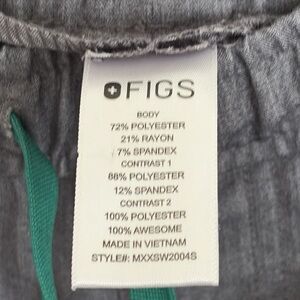 FIGS
BODY
72% POLYESTER
21% RAYON
7% SPANDEX
CONTRAST 1
88% POLYESTER
12% SPANDEX
CONTRAST 2
100% POLYESTER
100% AWESOME
MADE IN VIETNAM
STYLE#: MXXSW2004S